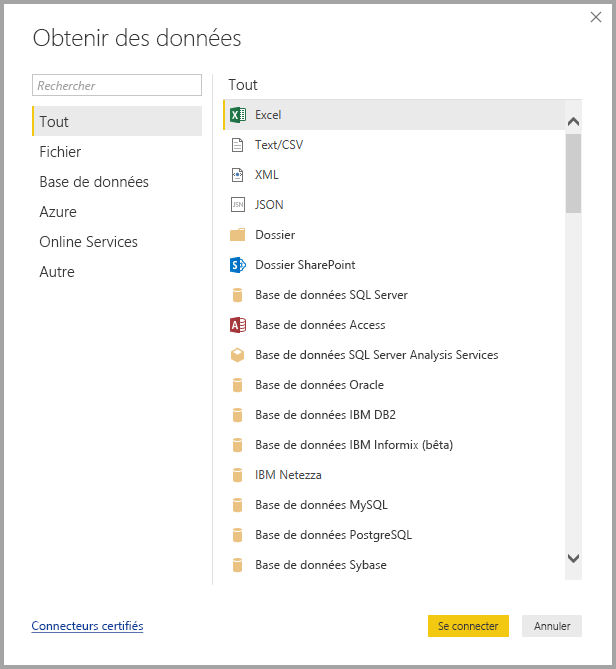 Obtenir des données
Rechercher
Tout
Fichier
Base de données
Azure
Online Services
Autre
Tout
Excel
Text/CSV
XML
JSON
Dossier
Dossier SharePoint
Base de données SQL Server
Base de données Access
Base de données SQL Server Analysis Services
Base de données Oracle
Base de données IBM DB2
Base de données IBM Informix (bêta)
IBM Netezza
Base de données MySQL
Base de données PostgreSQL
Base de données Sybase
Connecteurs certifiés
Se connecter
Annuler